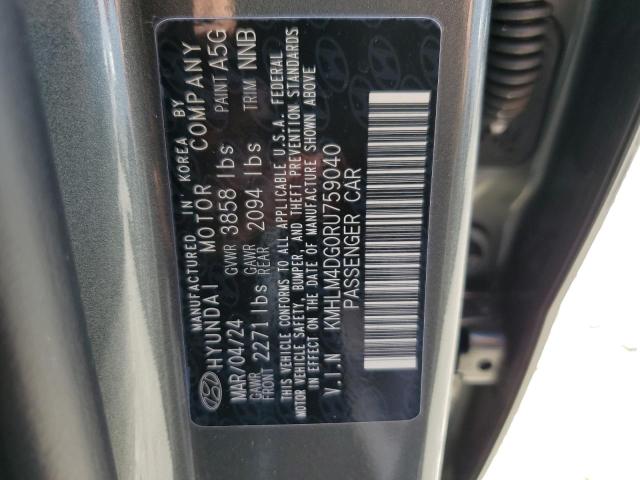 MANUFACTURED IN KOREA BY
HYUNDAI MOTOR COMPANY
MAR/04/24 GVWR 3858 lbs PAINT A5G
GAWR FRONT 2271 lbs GAWR REAR 2094 lbs TRIM NNB
THIS VEHICLE CONFORMS TO ALL APPLICABLE U.S.A. FEDERAL
MOTOR VEHICLE SAFETY, BUMPER, AND THEFT PREVENTION STANDARDS
IN EFFECT ON THE DATE OF MANUFACTURE SHOWN ABOVE
V.I.N KMHLM4DG0RU759040
PASSENGER CAR